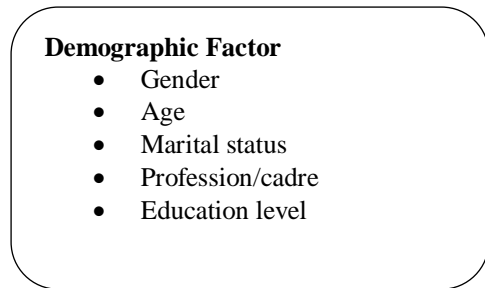 Demographic Factor
• Gender
• Age
• Marital status
• Profession/cadre
• Education level